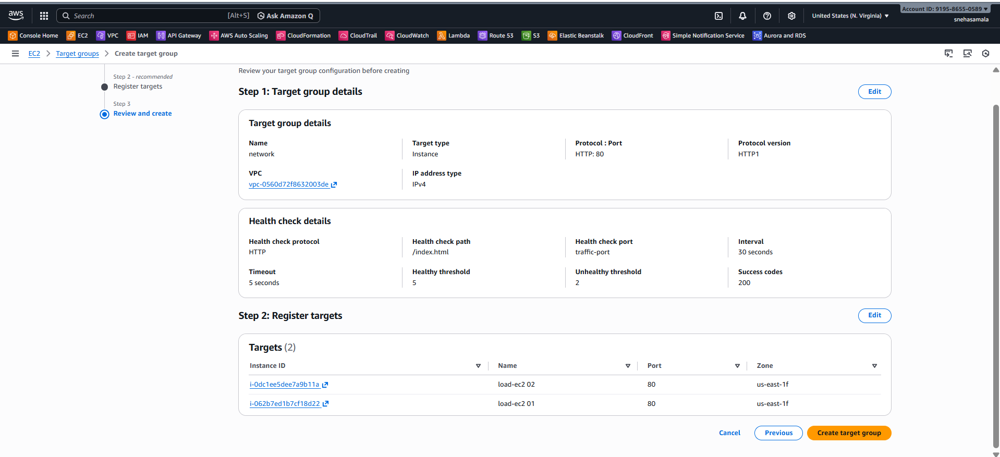 aws
Search [Alt+S] Ask Amazon Q
United States (N. Virginia) ▼
Account ID: 9195-8655-0589 ▼
snehasamala
Console Home EC2 VPC IAM API Gateway AWS Auto Scaling CloudFormation CloudTrail CloudWatch Lambda Route 53 S3 Elastic Beanstalk CloudFront Simple Notification Service Aurora and RDS
EC2 > Target groups > Create target group
Step 2 - recommended
Register targets
Step 3
Review and create
Review your target group configuration before creating
Step 1: Target group details
Edit
Target group details
Name Target type Protocol : Port Protocol version
network Instance HTTP: 80 HTTP1
VPC IP address type
vpc-0560d72f8632003de IPv4
Health check details
Health check protocol Health check path Health check port Interval
HTTP /index.html traffic-port 30 seconds
Timeout Healthy threshold Unhealthy threshold Success codes
5 seconds 5 2 200
Step 2: Register targets
Edit
Targets (2)
Instance ID Name Port Zone
i-0dc1ee5dee7a9b11a load-ec2 02 80 us-east-1f
i-062b7ed1b7cf18d22 load-ec2 01 80 us-east-1f
Cancel Previous Create target group